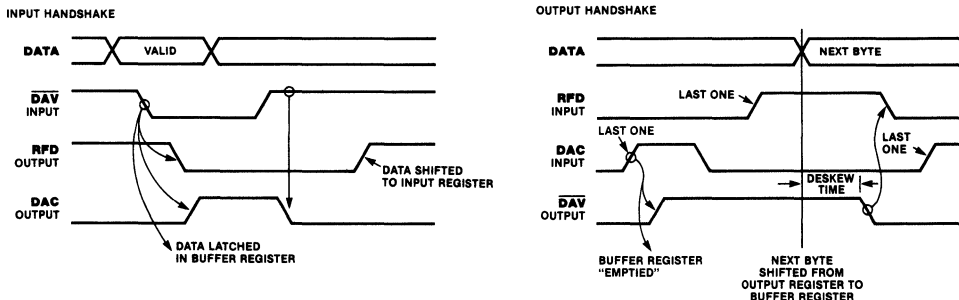 INPUT HANDSHAKE
DATA
VALID
DAV
INPUT
RFD
OUTPUT
DATA SHIFTED
TO INPUT REGISTER
DAC
OUTPUT
DATA LATCHED
IN BUFFER REGISTER
OUTPUT HANDSHAKE
DATA
NEXT BYTE
RFD
INPUT
LAST ONE
LAST ONE
DAC
INPUT
LAST
ONE
DESKEW
TIME
DAV
OUTPUT
BUFFER REGISTER
"EMPTIED"
NEXT BYTE
SHIFTED FROM
OUTPUT REGISTER TO
BUFFER REGISTER